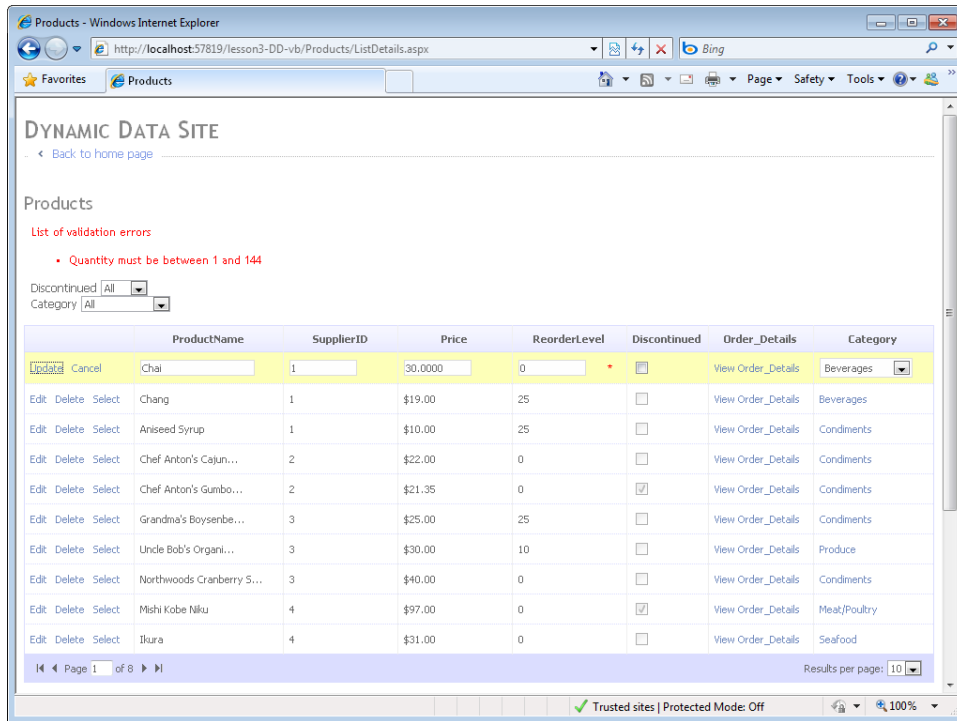 Products - Windows Internet Explorer
http://localhost:57819/lesson3-DD-vb/Products/ListDetails.aspx
Bing
Favorites Products Page Safety Tools
DYNAMIC DATA SITE
Back to home page
Products
List of validation errors
Quantity must be between 1 and 144
Discontinued All
Category All
ProductName SupplierID Price ReorderLevel Discontinued Order_Details Category
Update Cancel Chai 1 30.0000 0 * View Order_Details Beverages
Edit Delete Select Chang 1 $19.00 25 View Order_Details Beverages
Edit Delete Select Aniseed Syrup 1 $10.00 25 View Order_Details Condiments
Edit Delete Select Chef Anton's Cajun... 2 $22.00 0 View Order_Details Condiments
Edit Delete Select Chef Anton's Gumbo... 2 $21.35 0 View Order_Details Condiments
Edit Delete Select Grandma's Boysenbe... 3 $25.00 25 View Order_Details Condiments
Edit Delete Select Uncle Bob's Organi... 3 $30.00 10 View Order_Details Produce
Edit Delete Select Northwoods Cranberry S... 3 $40.00 0 View Order_Details Condiments
Edit Delete Select Mishi Kobe Niku 4 $97.00 0 View Order_Details Meat/Poultry
Edit Delete Select Ikura 4 $31.00 0 View Order_Details Seafood
Page 1 of 8 Results per page: 10
Trusted sites | Protected Mode: Off 100%